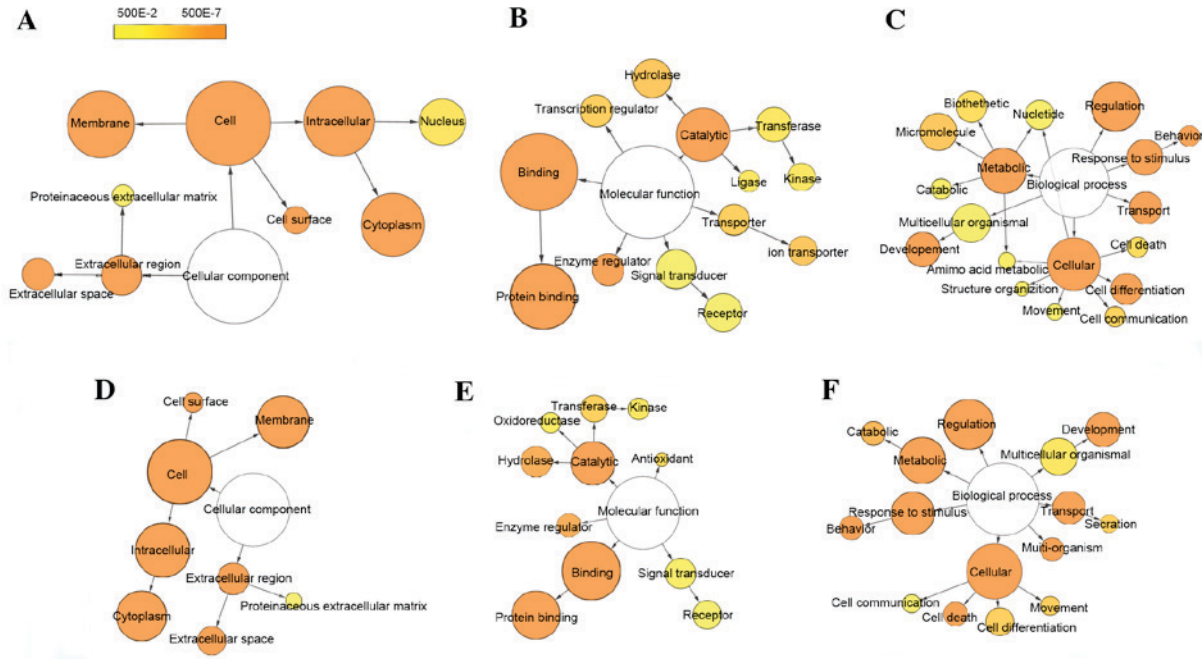 A
500E-2 500E-7
Membrane
Cell
Intracellular
Nucleus
Proteinaceous extracellular matrix
Cell surface
Cytoplasm
Extracellular region
Cellular component
Extracellular space
B
Hydrolase
Transcription regulator
Catalytic
Transferase
Binding
Ligase
Kinase
Molecular function
Transporter
Enzyme regulator
ion transporter
Signal transducer
Protein binding
Receptor
C
Biothethetic
Nucletide
Regulation
Micromolecule
Behavior
Response to stimulus
Metabolic
Biological process
Catabolic
Transport
Multicellular organismal
Developement
Cell death
Cellular
Amimo acid metabolic
Structure organizition
Cell differentiation
Movement
Cell communication
D
Cell surface
Membrane
Cell
Cellular component
Intracellular
Extracellular region
Proteinaceous extracellular matrix
Cytoplasm
Extracellular space
E
Transferase
Kinase
Oxidoreductase
Hydrolase
Catalytic
Antioxidant
Molecular function
Enzyme regulator
Binding
Signal transducer
Protein binding
Receptor
F
Regulation
Catabolic
Development
Multicellular organismal
Metabolic
Biological process
Response to stimulus
Transport
Behavior
Secration
Muiti-organism
Cellular
Cell communication
Movement
Cell death
Cell differentiation